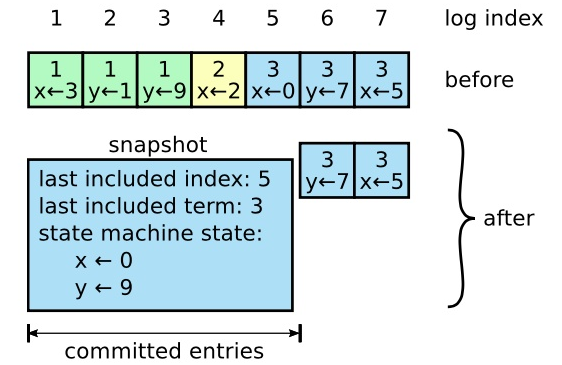 1 2 3 4 5 6 7 log index
1 1 1 2 3 3 3
x←3 y←1 y←9 x←2 x←0 y←7 x←5
before
snapshot
last included index: 5
last included term: 3
state machine state:
x ← 0
y ← 9
3 3
y←7 x←5
after
committed entries